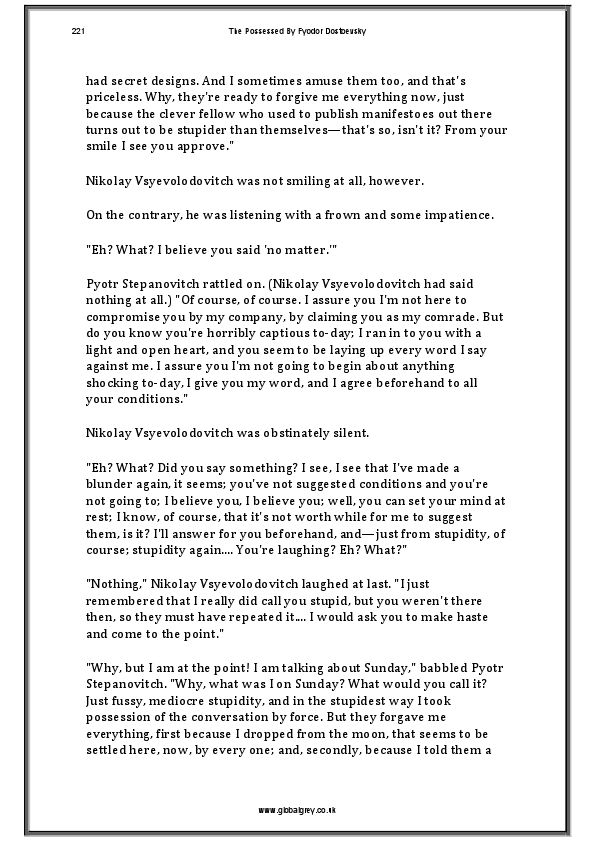 221
The Possessed By Fyodor Dostoevsky
had secret designs. And I sometimes amuse them too, and that's
priceless. Why, they're ready to forgive me everything now, just
because the clever fellow who used to publish manifestoes out there
turns out to be stupider than themselves—that's so, isn't it? From your
smile I see you approve."
Nikolay Vsyevolodovitch was not smiling at all, however.
On the contrary, he was listening with a frown and some impatience.
"Eh? What? I believe you said 'no matter.'"
Pyotr Stepanovitch rattled on. (Nikolay Vsyevolodovitch had said
nothing at all.) "Of course, of course. I assure you I'm not here to
compromise you by my company, by claiming you as my comrade. But
do you know you're horribly captious to-day; I ran in to you with a
light and open heart, and you seem to be laying up every word I say
against me. I assure you I'm not going to begin about anything
shocking to-day, I give you my word, and I agree beforehand to all
your conditions."
Nikolay Vsyevolodovitch was obstinately silent.
"Eh? What? Did you say something? I see, I see that I've made a
blunder again, it seems; you've not suggested conditions and you're
not going to; I believe you, I believe you; well, you can set your mind at
rest; I know, of course, that it's not worth while for me to suggest
them, is it? I'll answer for you beforehand, and—just from stupidity, of
course; stupidity again.... You're laughing? Eh? What?"
"Nothing," Nikolay Vsyevolodovitch laughed at last. "I just
remembered that I really did call you stupid, but you weren't there
then, so they must have repeated it.... I would ask you to make haste
and come to the point."
"Why, but I am at the point! I am talking about Sunday," babbled Pyotr
Stepanovitch. "Why, what was I on Sunday? What would you call it?
Just fussy, mediocre stupidity, and in the stupidest way I took
possession of the conversation by force. But they forgave me
everything, first because I dropped from the moon, that seems to be
settled here, now, by every one; and, secondly, because I told them a
www.globalgrey.co.uk